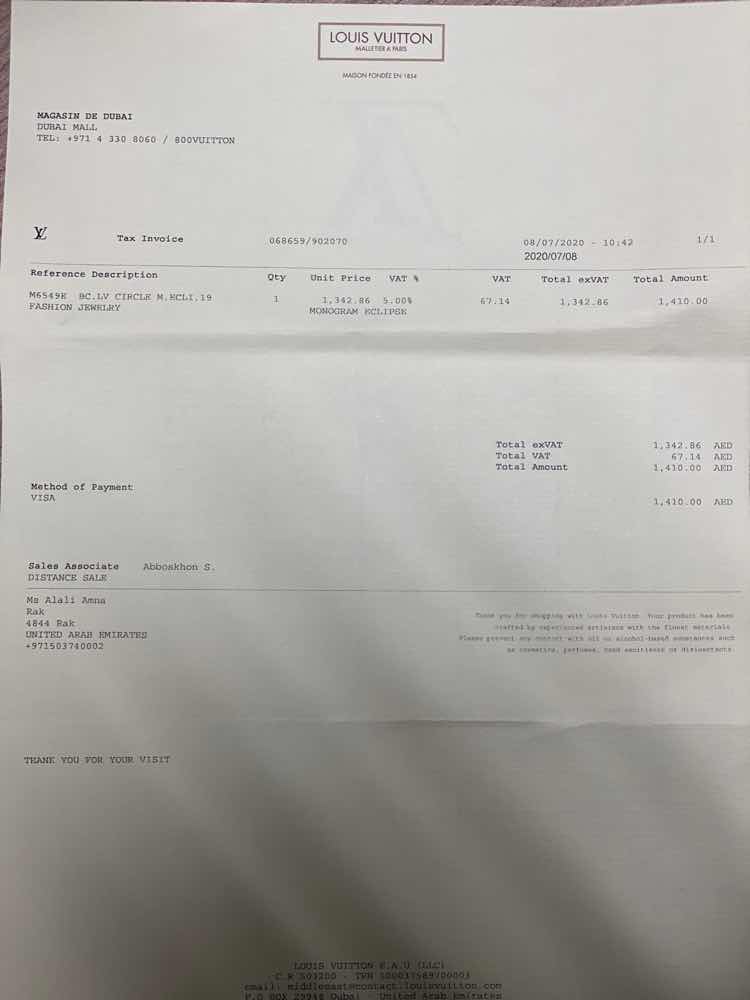 LOUIS VUITTON
MALLETIER A PARIS
MAISON FONDÉE EN 1854
MAGASIN DE DUBAI
DUBAI MALL
TEL: +971 4 330 8060 / 800VUITTON
LV Tax Invoice 068659/902070 08/07/2020 - 10:42 1/1
2020/07/08
Reference Description Qty Unit Price VAT % VAT Total exVAT Total Amount
M6549E BC.LV CIRCLE M.ECLI.19 1 1,342.86 5.00% 67.14 1,342.86 1,410.00
FASHION JEWELRY MONOGRAM ECLIPSE
Total exVAT 1,342.86 AED
Total VAT 67.14 AED
Total Amount 1,410.00 AED
Method of Payment
VISA 1,410.00 AED
Sales Associate Abboskhon S.
DISTANCE SALE
Ms Alali Amna
Rak
4844 Rak
UNITED ARAB EMIRATES
+971503740002
Thank you for shopping with Louis Vuitton. Your product has been
crafted by experienced artisans with the finest materials.
Please prevent any contact with oil or alcohol-based substances such
as cosmetics, perfumes, hand sanitizers or disinfectants.
THANK YOU FOR YOUR VISIT
LOUIS VUITTON E.A.U (LLC)
C.R 503200 - TRN 100037589700003
email: middleeast@contact.louisvuitton.com
P.O BOX Dubai - United Arab Emirates